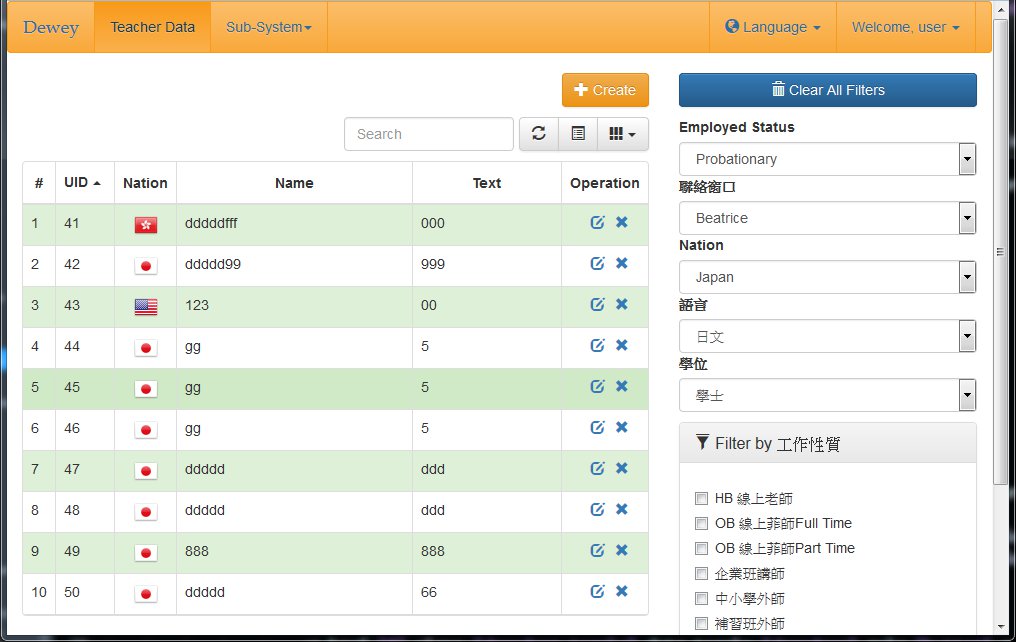 Dewey Teacher Data Sub-System Language Welcome, user
Create
Search
# UID Nation Name Text Operation
1 41 dddddfff 000
2 42 ddddd99 999
3 43 123 00
4 44 gg 5
5 45 gg 5
6 46 gg 5
7 47 ddddd ddd
8 48 ddddd ddd
9 49 888 888
10 50 ddddd 66
Clear All Filters
Employed Status
Probationary
聯絡窗口
Beatrice
Nation
Japan
語言
日文
學位
學士
Filter by 工作性質
HB 線上老師
OB 線上菲師Full Time
OB 線上菲師Part Time
企業班講師
中小學外師
補習班外師